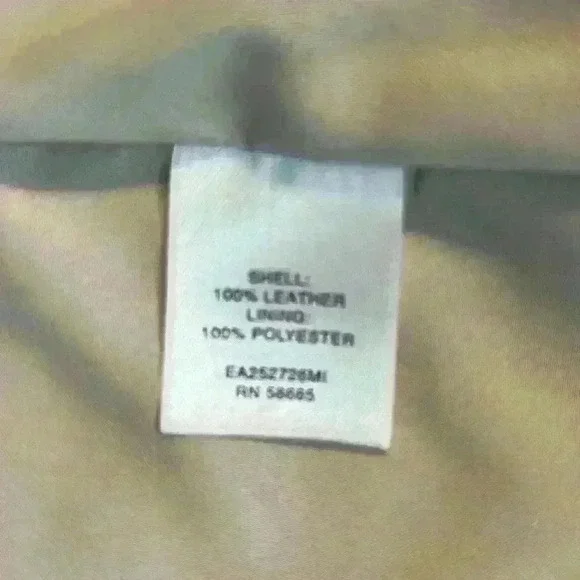 SHELL:
100% LEATHER
LINING:
100% POLYESTER
EA252726MI
RN 58665